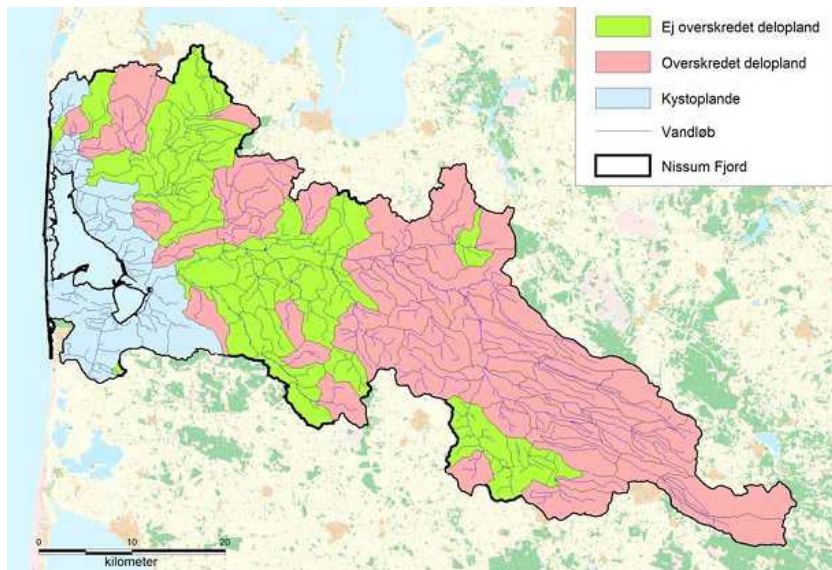 Ej overskredet delopland
Overskredet delopland
Kystoplande
Vandløb
Nissum Fjord
0 10 20
kilometer